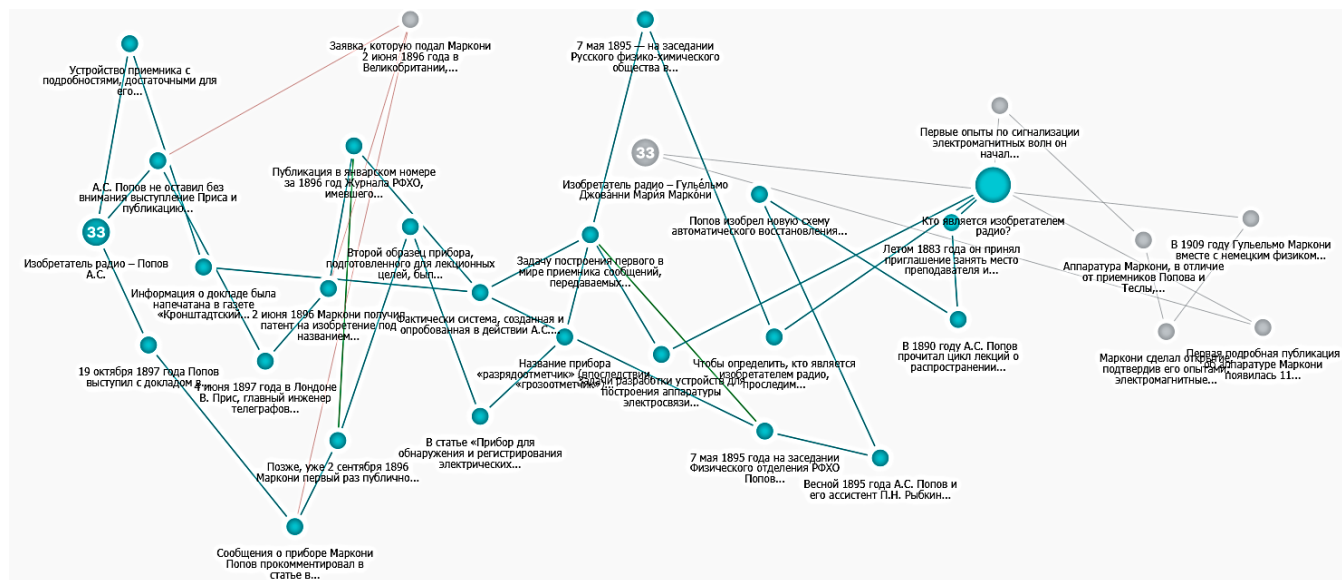 Устройство приемника с
подробностями, достаточными для
его...
Заявка, которую подал Маркони
2 июня 1896 года в
Великобритании,...
7 мая 1895 — на заседании
Русского физико-химического
общества в...
Первые опыты по сигнализации
электромагнитных волн он
начал...
33
Изобретатель радио – Гулье́льмо
Джованни Мария Маркони
А.С. Попов не оставил без
внимания выступление Приса и
публикацию...
Публикация в январском номере
за 1896 год Журнала РФХО,
имевшего...
Попов изобрел новую схему
автоматического восстановления...
Кто является изобретателем
радио?
33
Изобретатель радио – Попов
А.С.
Второй образец прибора,
подготовленного для лекционных
целей, был...
Задачу построения первого в
мире приемника сообщений,
передаваемых...
Летом 1883 года он принял
приглашение занять место
преподавателя и...
Аппаратура Маркони, в отличие
от приемников Попова и
Теслы,...
В 1909 году Гульельмо Маркони
вместе с немецким физиком...
Информация о докладе была
напечатана в газете
«Кронштадтский...
2 июня 1896 Маркони получил
патент на изобретение под
названием...
Фактически система, созданная и
опробованная в действии А.С....
19 октября 1897 года Попов
выступил с докладом в...
4 июня 1897 года в Лондоне
В. Прис, главный инженер
телеграфов...
Название прибора
«разрядоотметчик» (впоследствии
«грозоотметчик»)...
Задачи разработки устройств для
построения аппаратуры
электросвязи...
Чтобы определить, кто является
изобретателем радио,
проследим...
В 1890 году А.С. Попов
прочитал цикл лекций о
распространении...
Маркони сделал открытие,
подтвердив его опытами:
электромагнитные...
Первая подробная публикация
об аппаратуре Маркони
появилась 11...
Позже, уже 2 сентября 1896
Маркони первый раз публично...
В статье «Прибор для
обнаружения и регистрирования
электрических...
7 мая 1895 года на заседании
Физического отделения РФХО
Попов...
Весной 1895 года А.С. Попов и
его ассистент П.Н. Рыбкин...
Сообщения о приборе Маркони
Попов прокомментировал в
статье в...